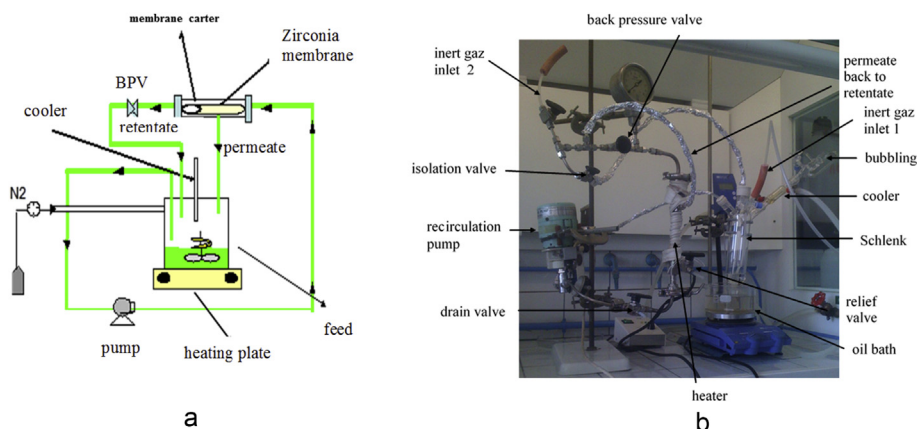 membrane carter
Zirconia
membrane
BPV
retentate
cooler
permeate
N2
pump
heating plate
feed
a
back pressure valve
inert gaz
inlet 2
permeate
back to
retentate
inert gaz
inlet 1
bubbling
isolation valve
cooler
recirculation
pump
Schlenk
drain valve
relief
valve
oil bath
heater
b